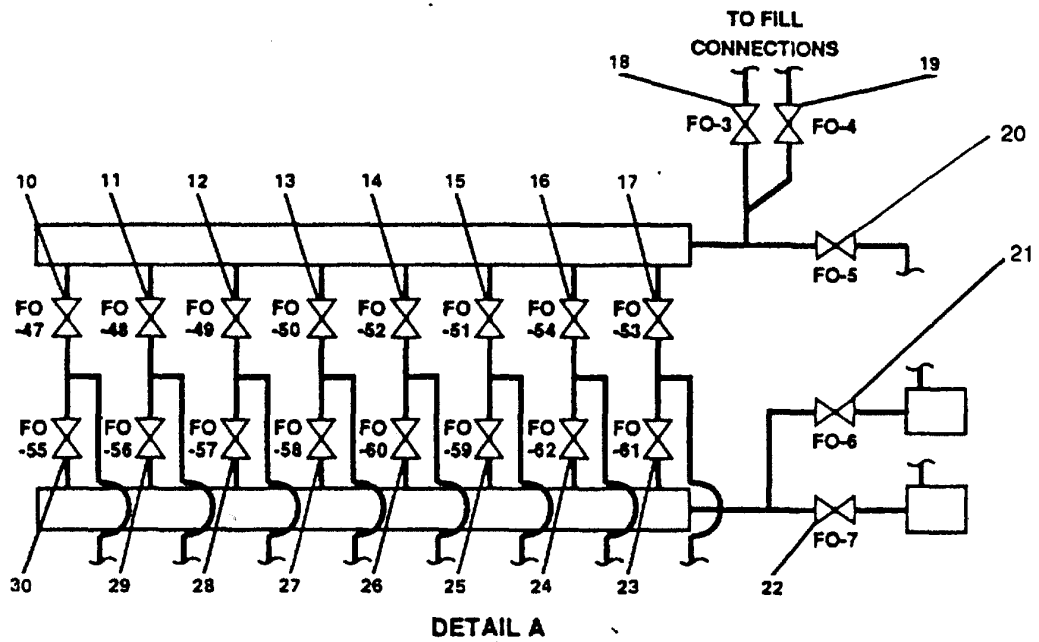 TO FILL
CONNECTIONS
18
19
FO-3
FO-4
20
10
11
12
13
14
15
16
17
FO-5
21
FO
-47
FO
-48
FO
-49
FO
-50
FO
-52
FO
-51
FO
-54
FO
-53
FO-6
FO
-55
FO
-56
FO
-57
FO
-58
FO
-60
FO
-59
FO
-62
FO
-61
FO-7
30
29
28
27
26
25
24
23
22
DETAIL A